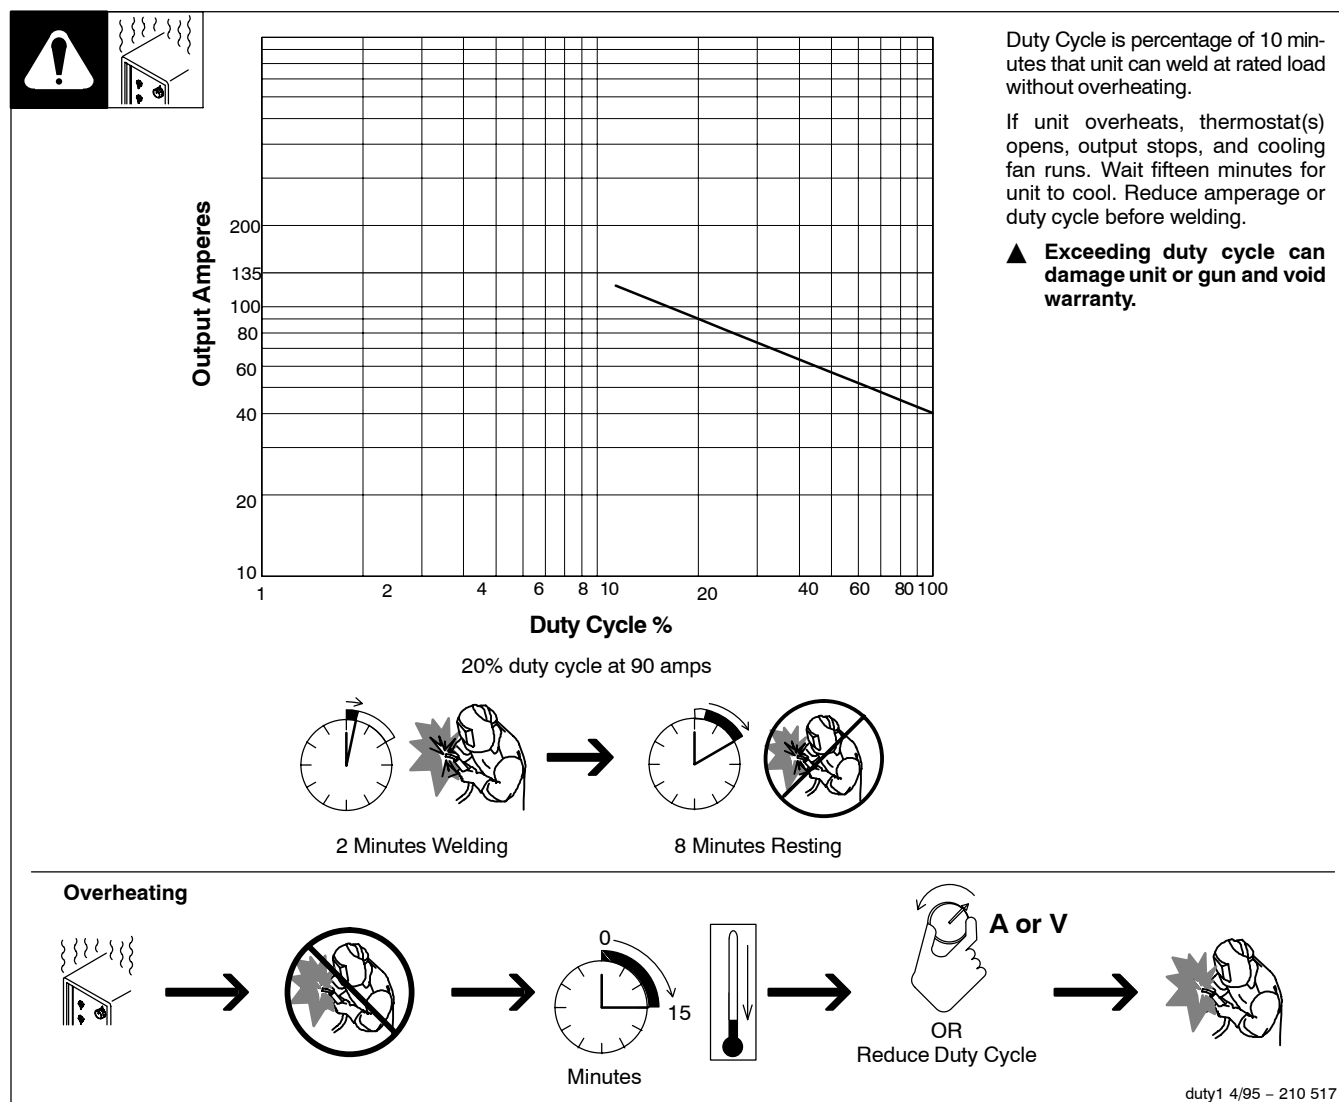 Duty Cycle is percentage of 10 min-
utes that unit can weld at rated load
without overheating.
If unit overheats, thermostat(s)
opens, output stops, and cooling
fan runs. Wait fifteen minutes for
unit to cool. Reduce amperage or
duty cycle before welding.
Exceeding duty cycle can
damage unit or gun and void
warranty.
Output Amperes
200
135
100
80
60
40
20
10
1 2 4 6 8 10 20 40 60 80 100
Duty Cycle %
20% duty cycle at 90 amps
2 Minutes Welding
8 Minutes Resting
Overheating
0
15
Minutes
A or V
OR
Reduce Duty Cycle
duty1 4/95 − 210 517